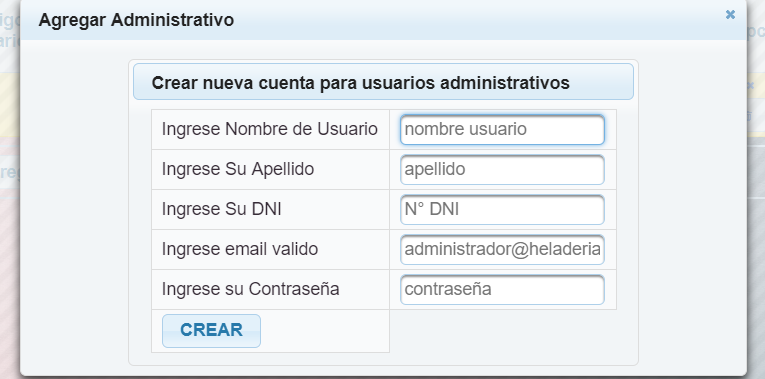 Agregar Administrativo
Crear nueva cuenta para usuarios administrativos
Ingrese Nombre de Usuario nombre usuario
Ingrese Su Apellido apellido
Ingrese Su DNI N° DNI
Ingrese email valido administrador@heladeria
Ingrese su Contraseña contraseña
CREAR